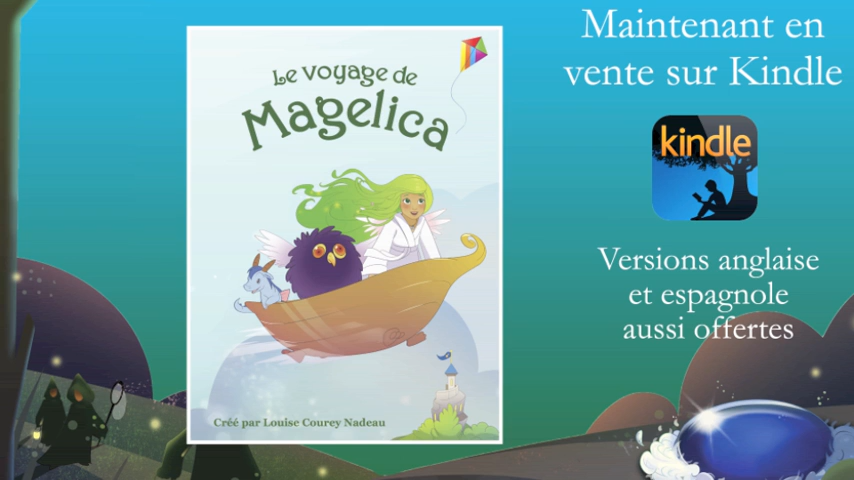 Le voyage de
Magelica
Créé par Louise Courey Nadeau
Maintenant en
vente sur Kindle
kindle
Versions anglaise
et espagnole
aussi offertes